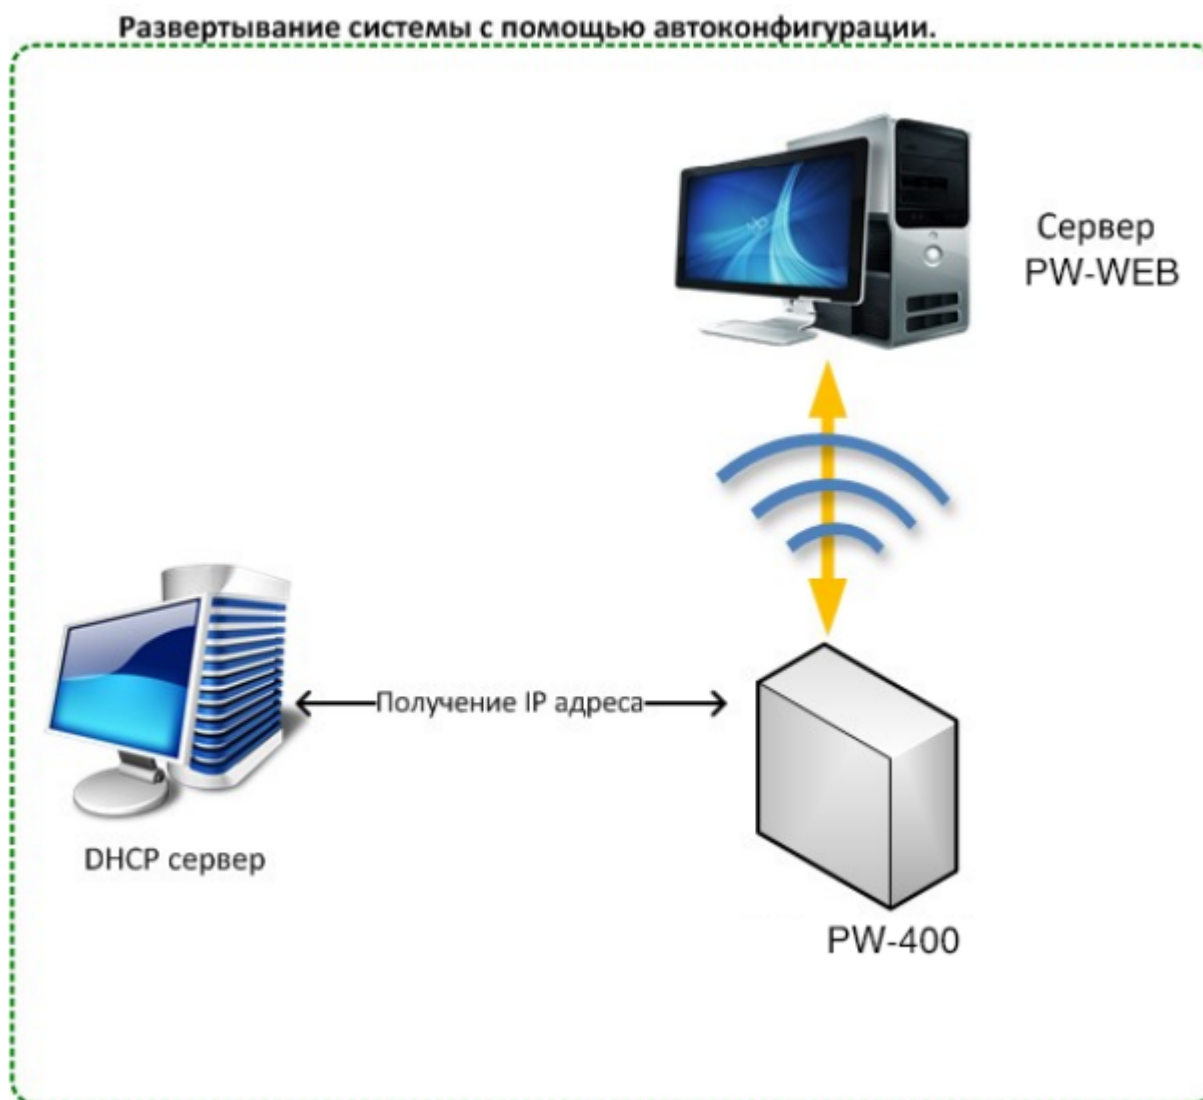 Развертывание системы с помощью автоконфигурации.
Сервер
PW-WEB
Получение IP адреса
DHCP сервер
PW-400